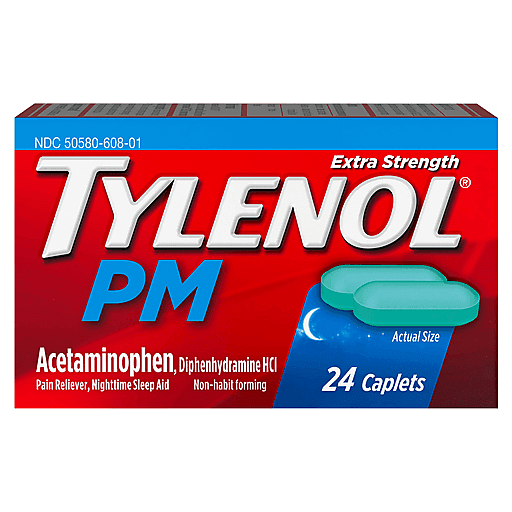 NDC 50580-608-01
Extra Strength
TYLENOL®
PM
Actual Size
Acetaminophen, Diphenhydramine HCl
Pain Reliever, Nighttime Sleep Aid Non-habit forming
24 Caplets